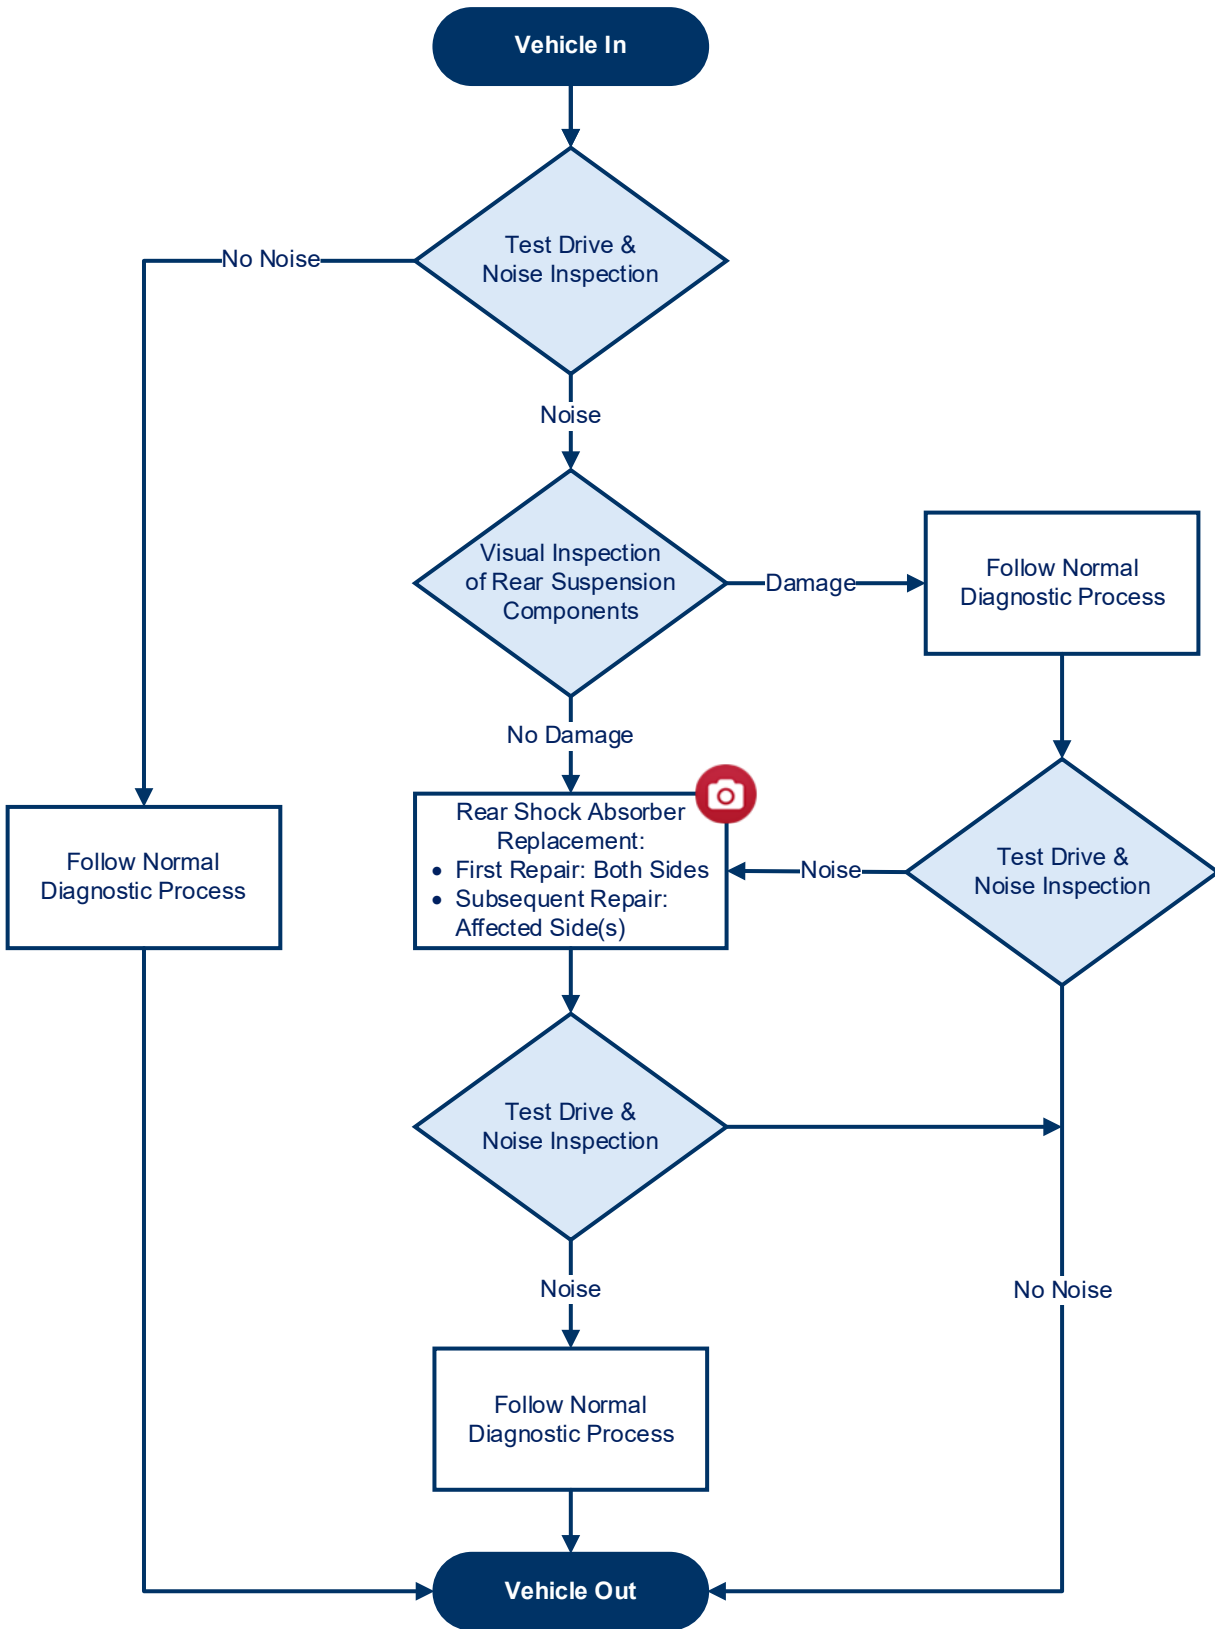 Vehicle In
Test Drive &
Noise Inspection
No Noise
Noise
Visual Inspection
of Rear Suspension
Components
Damage
Follow Normal
Diagnostic Process
No Damage
Rear Shock Absorber
Replacement:
• First Repair: Both Sides
• Subsequent Repair:
Affected Side(s)
Noise
Test Drive &
Noise Inspection
Follow Normal
Diagnostic Process
Test Drive &
Noise Inspection
Noise
No Noise
Follow Normal
Diagnostic Process
Vehicle Out